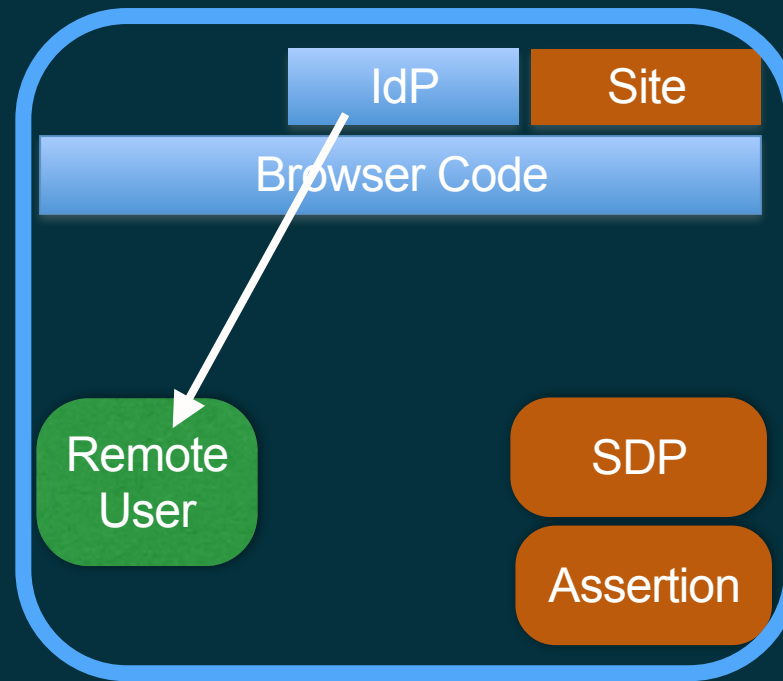 IdP
Site
Browser Code
Remote
User
SDP
Assertion